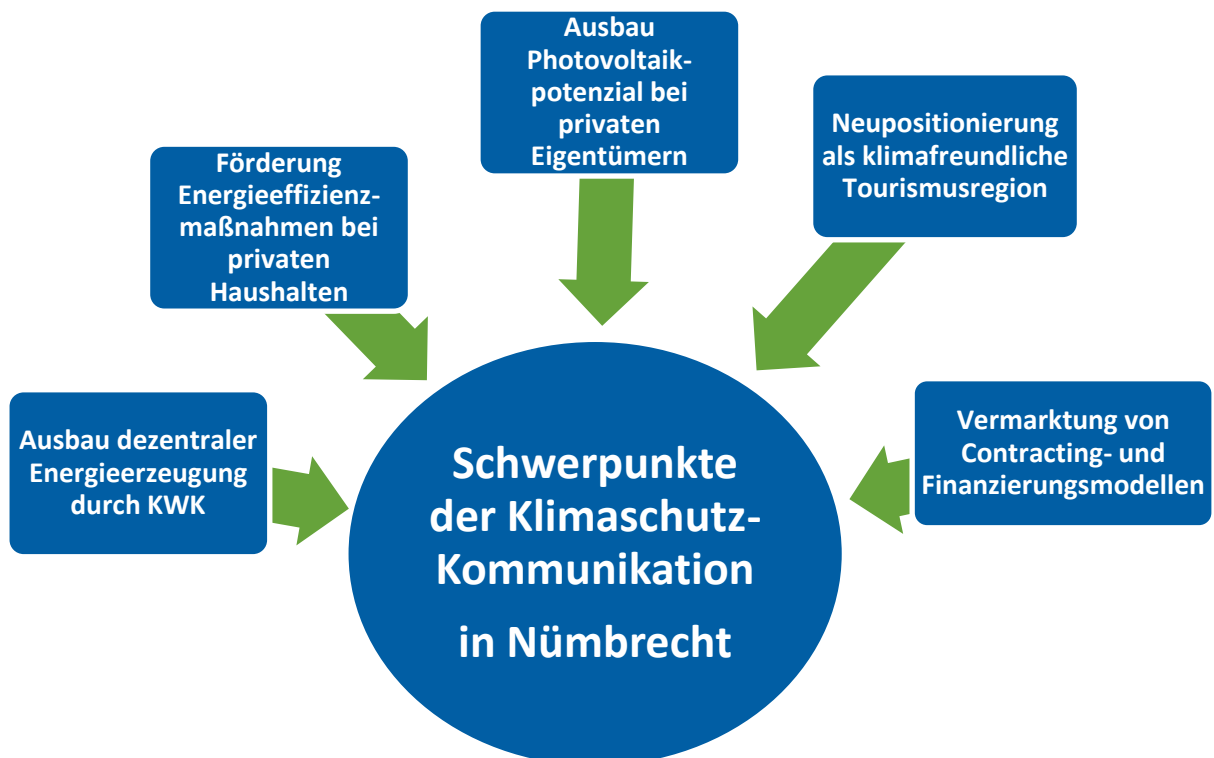 Ausbau
Photovoltaik-
potenzial bei
privaten
Eigentümern
Neupositionierung
als klimafreundliche
Tourismusregion
Förderung
Energieeffizienz-
maßnahmen bei
privaten
Haushalten
Ausbau dezentraler
Energieerzeugung
durch KWK
Vermarktung von
Contracting- und
Finanzierungsmodellen
Schwerpunkte
der Klimaschutz-
Kommunikation
in Nümbrecht